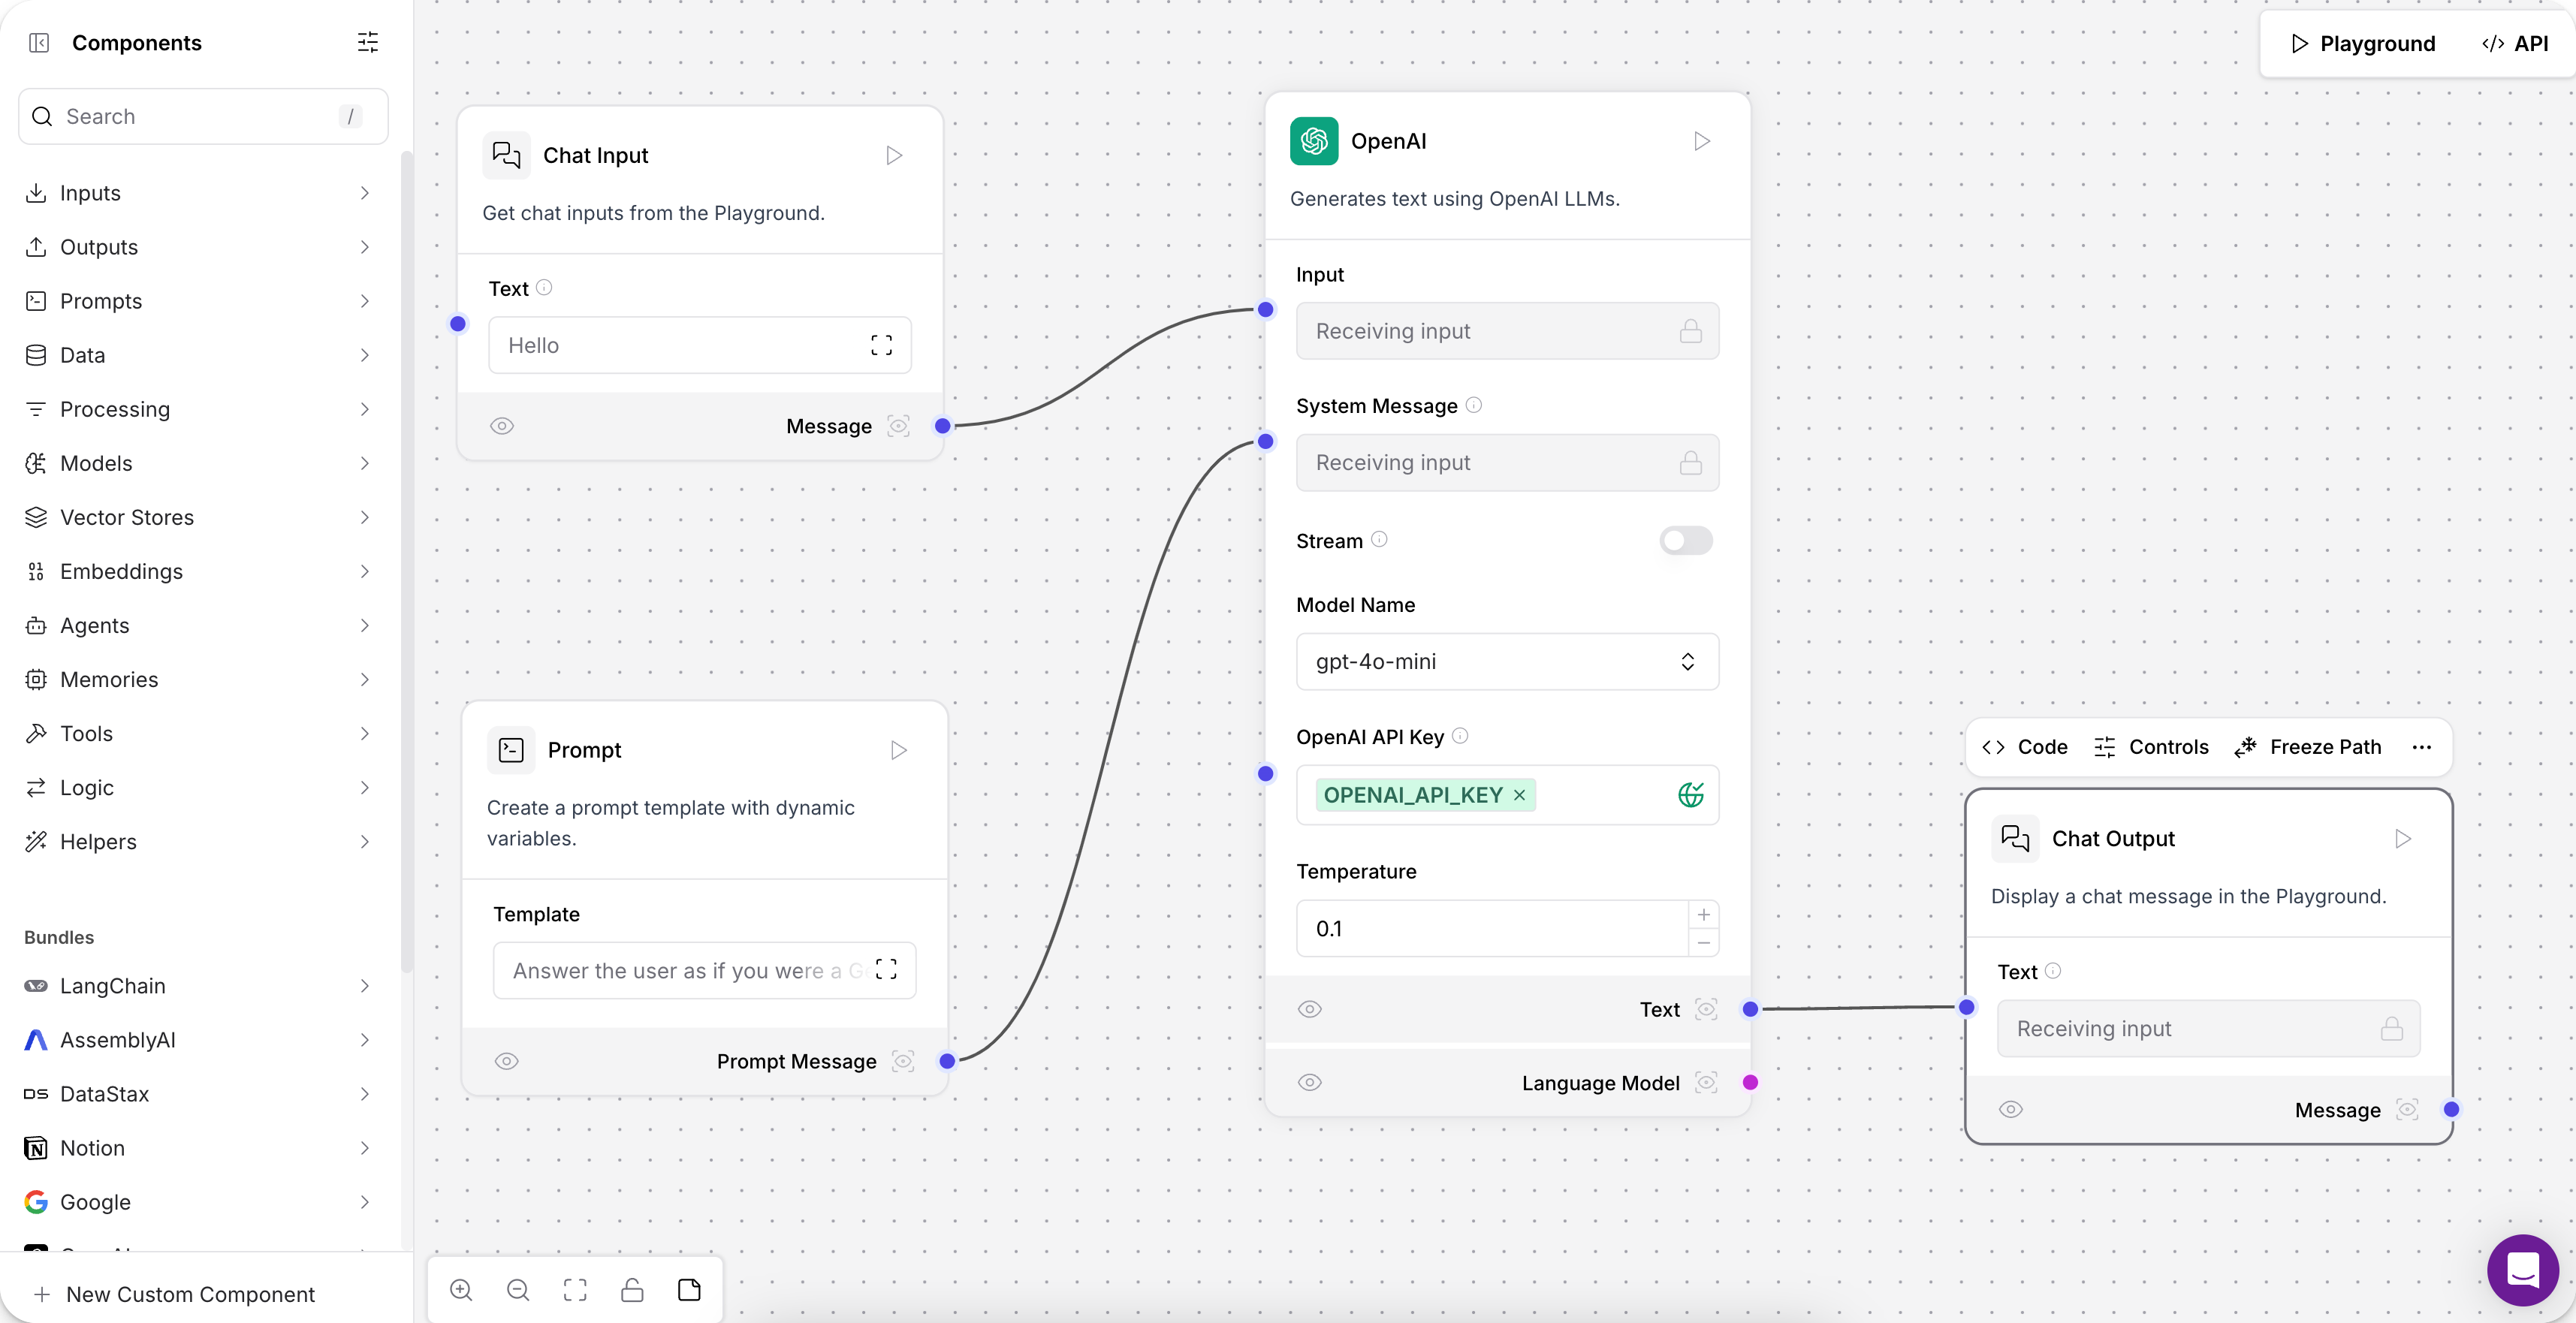 Components
Search /
Inputs
Outputs
Prompts
Data
Processing
Models
Vector Stores
Embeddings
Agents
Memories
Tools
Logic
Helpers
Bundles
LangChain
AssemblyAI
DS DataStax
Notion
Google
New Custom Component
Chat Input
Get chat inputs from the Playground.
Text
Hello
Message
Prompt
Create a prompt template with dynamic
variables.
Template
Answer the user as if you were a
Prompt Message
OpenAI
Generates text using OpenAI LLMs.
Input
Receiving input
System Message
Receiving input
Stream
Model Name
gpt-4o-mini
OpenAI API Key
OPENAI_API_KEY
Temperature
0.1
Text
Language Model
Playground
API
Code Controls Freeze Path
Chat Output
Display a chat message in the Playground.
Text
Receiving input
Message